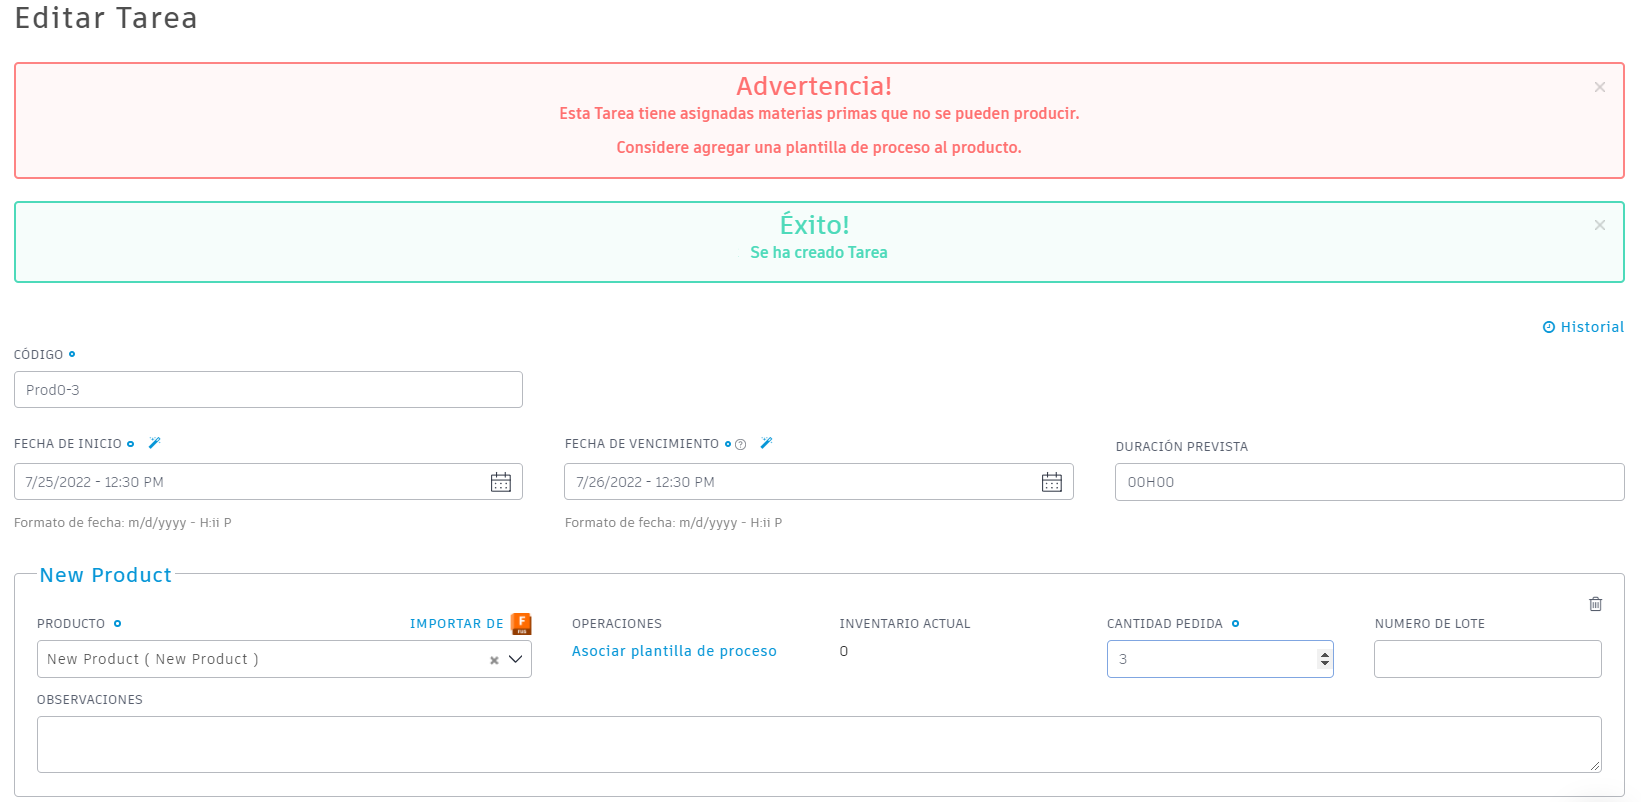 Editar Tarea
Advertencia!
Esta Tarea tiene asignadas materias primas que no se pueden producir.
Considere agregar una plantilla de proceso al producto.
Éxito!
Se ha creado Tarea
Historial
CÓDIGO
Prod0-3
FECHA DE INICIO
FECHA DE VENCIMIENTO
DURACIÓN PREVISTA
7/25/2022 - 12:30 PM
7/26/2022 - 12:30 PM
00H00
Formato de fecha: m/d/yyyy - H:ii P
Formato de fecha: m/d/yyyy - H:ii P
New Product
PRODUCTO
IMPORTAR DE
F
FUS
OPERACIONES
INVENTARIO ACTUAL
CANTIDAD PEDIDA
NUMERO DE LOTE
New Product ( New Product )
Asociar plantilla de proceso
0
3
OBSERVACIONES